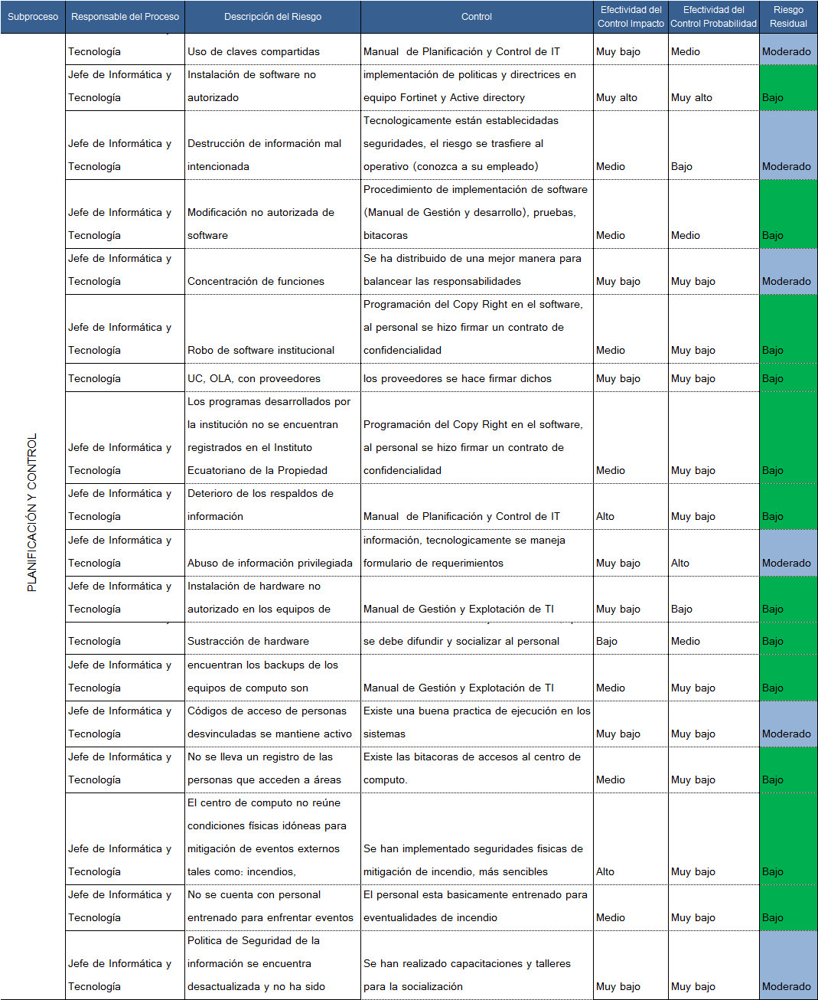 Subproceso
Responsable del Proceso
Descripción del Riesgo
Control
Efectividad del
Control Impacto
Efectividad del
Control Probabilidad
Riesgo
Residual
PLANIFICACIÓN Y CONTROL
Tecnología
Uso de claves compartidas
Manual  de Planificación y Control de IT
Muy bajo
Medio
Moderado
Jefe de Informática y
Tecnología
Instalación de software no
autorizado
implementación de politicas y directrices en
equipo Fortinet y Active directory
Muy alto
Muy alto
Bajo
Jefe de Informática y
Tecnología
Destrucción de información mal
intencionada
Tecnologicamente están establecidadas
seguridades, el riesgo se trasfiere al
operativo (conozca a su empleado)
Medio
Bajo
Moderado
Jefe de Informática y
Tecnología
Modificación no autorizada de
software
Procedimiento de implementación de software
(Manual de Gestión y desarrollo), pruebas,
bitacoras
Medio
Medio
Bajo
Jefe de Informática y
Tecnología
Concentración de funciones
Se ha distribuido de una mejor manera para
balancear las responsabilidades
Muy bajo
Muy bajo
Moderado
Jefe de Informática y
Tecnología
Robo de software institucional
Programación del Copy Right en el software,
al personal se hizo firmar un contrato de
confidencialidad
Medio
Muy bajo
Bajo
Tecnología
UC, OLA, con proveedores
los proveedores se hace firmar dichos
Muy bajo
Muy bajo
Bajo
Jefe de Informática y
Tecnología
Los programas desarrollados por
la institución no se encuentran
registrados en el Instituto
Ecuatoriano de la Propiedad
Programación del Copy Right en el software,
al personal se hizo firmar un contrato de
confidencialidad
Medio
Muy bajo
Bajo
Jefe de Informática y
Tecnología
Deterioro de los respaldos de
información
Manual  de Planificación y Control de IT
Alto
Muy bajo
Bajo
Jefe de Informática y
Tecnología
Abuso de información privilegiada
información, tecnologicamente se maneja
formulario de requerimientos
Muy bajo
Alto
Moderado
Jefe de Informática y
Tecnología
Instalación de hardware no
autorizado en los equipos de
Manual de Gestión y Explotación de TI
Muy bajo
Bajo
Bajo
Tecnología
Sustracción de hardware
se debe difundir y socializar al personal
Bajo
Medio
Bajo
Jefe de Informática y
Tecnología
encuentran los backups de los
equipos de computo son
Manual de Gestión y Explotación de TI
Medio
Muy bajo
Bajo
Jefe de Informática y
Tecnología
Códigos de acceso de personas
desvinculadas se mantiene activo
Existe una buena practica de ejecución en los
sistemas
Muy bajo
Muy bajo
Moderado
Jefe de Informática y
Tecnología
No se lleva un registro de las
personas que acceden a áreas
Existe las bitacoras de accesos al centro de
computo.
Medio
Muy bajo
Bajo
Jefe de Informática y
Tecnología
El centro de computo no reúne
condiciones físicas idóneas para
mitigación de eventos externos
tales como: incendios,
Se han implementado seguridades fisicas de
mitigación de incendio, más sencibles
Alto
Muy bajo
Bajo
Jefe de Informática y
Tecnología
No se cuenta con personal
entrenado para enfrentar eventos
El personal esta basicamente entrenado para
eventualidades de incendio
Medio
Muy bajo
Bajo
Jefe de Informática y
Tecnología
Politica de Seguridad de la
información se encuentra
desactualizada y no ha sido
Se han realizado capacitaciones y talleres
para la socialización
Muy bajo
Muy bajo
Moderado